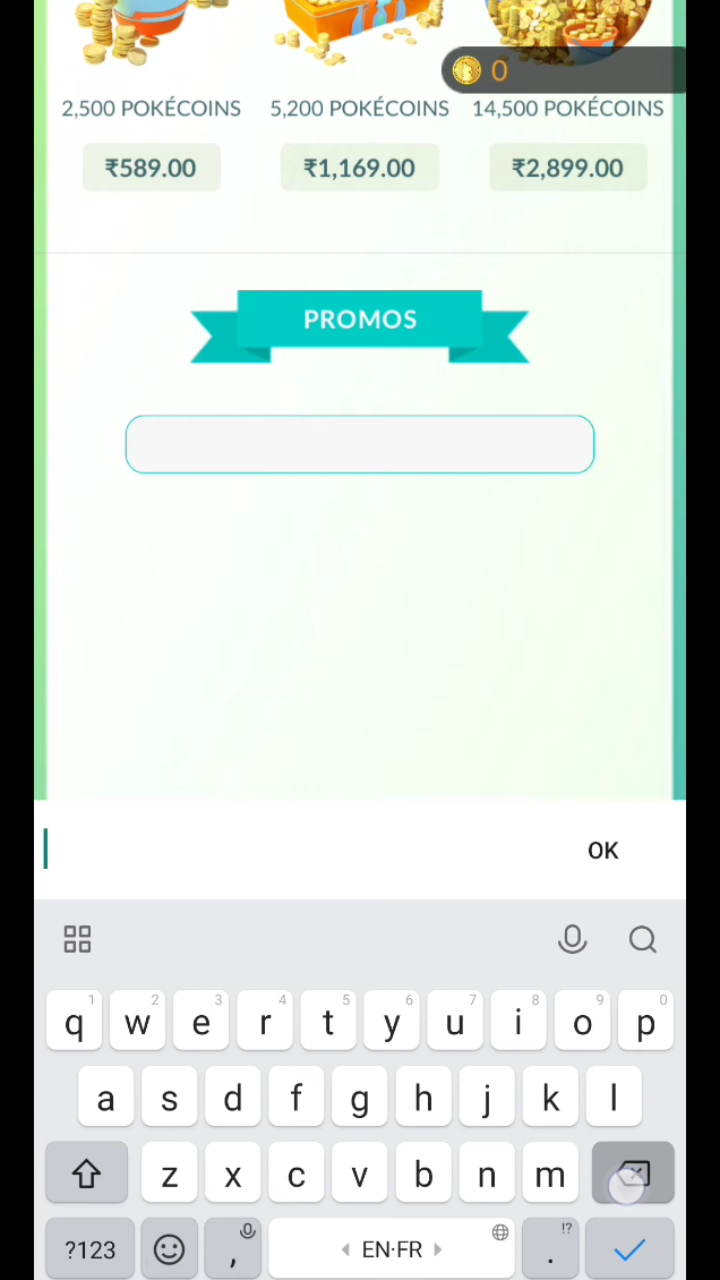 0
2,500 POKÉCOINS 5,200 POKÉCOINS 14,500 POKÉCOINS
₹589.00 ₹1,169.00 ₹2,899.00
PROMOS
OK
1 2 3 4 5 6 7 8 9 0
q w e r t y u i o p
a s d f g h j k l
z x c v b n m
?123 , EN·FR . !?